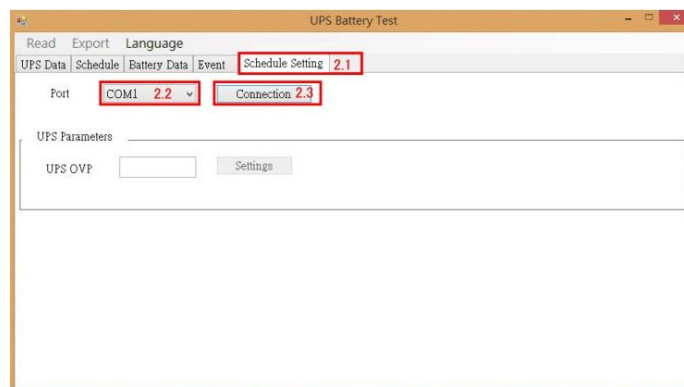 UPS Battery Test
Read Export Language
UPS Data Schedule Battery Data Event Schedule Setting 2.1
Port COM1 2.2 Connection 2.3
UPS Parameters
UPS OVP Settings